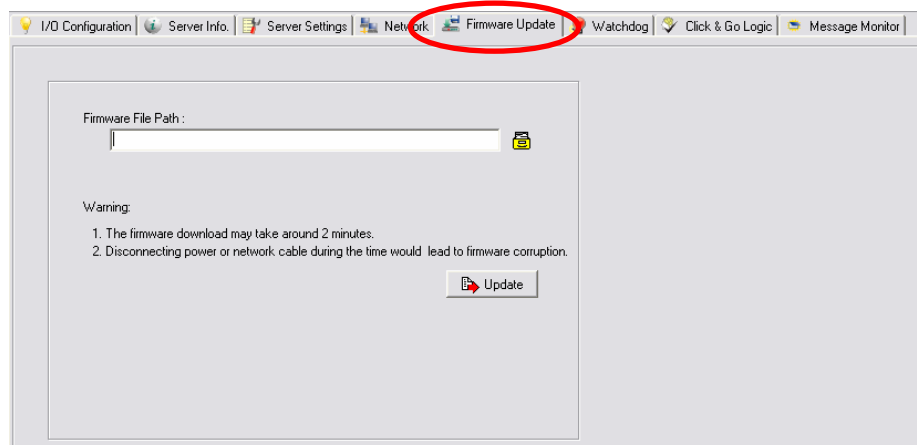 I/O Configuration Server Info. Server Settings Network Firmware Update Watchdog Click & Go Logic Message Monitor
Firmware File Path :
Warning:
1. The firmware download may take around 2 minutes.
2. Disconnecting power or network cable during the time would lead to firmware corruption.
Update